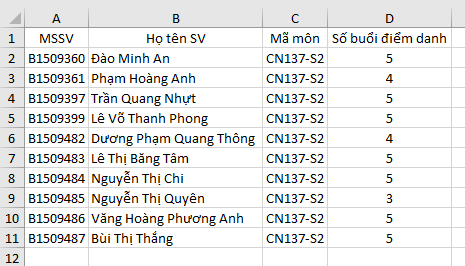 A B C D
1 MSSV Họ tên SV Mã môn Số buổi điểm danh
2 B1509360 Đào Minh An CN137-S2 5
3 B1509361 Phạm Hoàng Anh CN137-S2 4
4 B1509397 Trần Quang Nhựt CN137-S2 5
5 B1509399 Lê Võ Thanh Phong CN137-S2 5
6 B1509482 Dương Phạm Quang Thông CN137-S2 4
7 B1509483 Lê Thị Băng Tâm CN137-S2 5
8 B1509484 Nguyễn Thị Chi CN137-S2 5
9 B1509485 Nguyễn Thị Quyên CN137-S2 3
10 B1509486 Văng Hoàng Phương Anh CN137-S2 5
11 B1509487 Bùi Thị Thắng CN137-S2 5
12